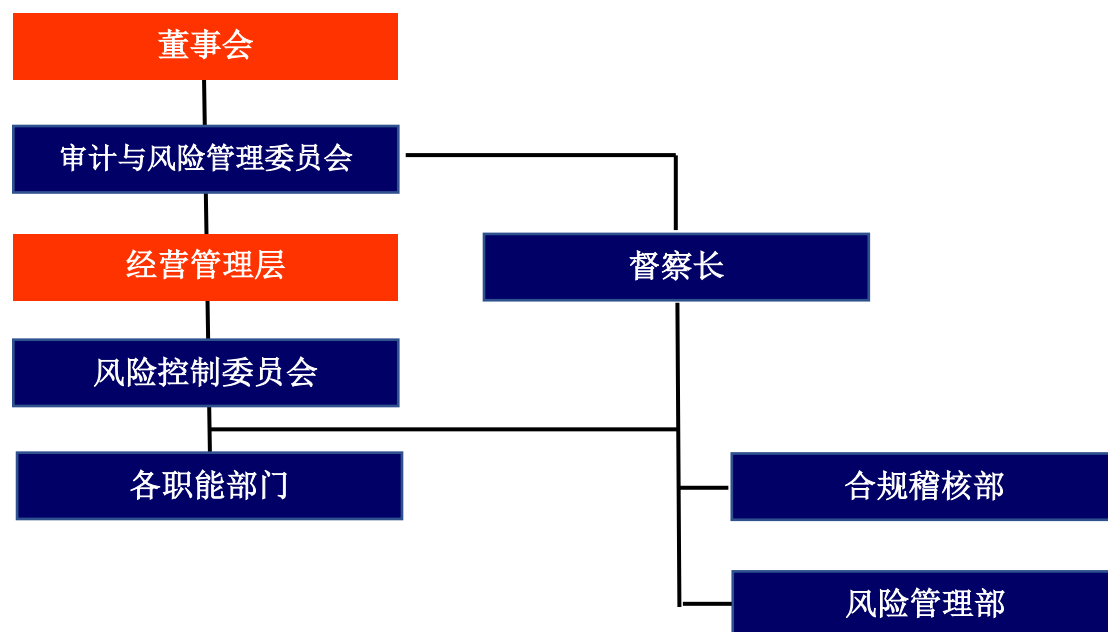 董事会
审计与风险管理委员会
经营管理层
督察长
风险控制委员会
各职能部门
合规稽核部
风险管理部